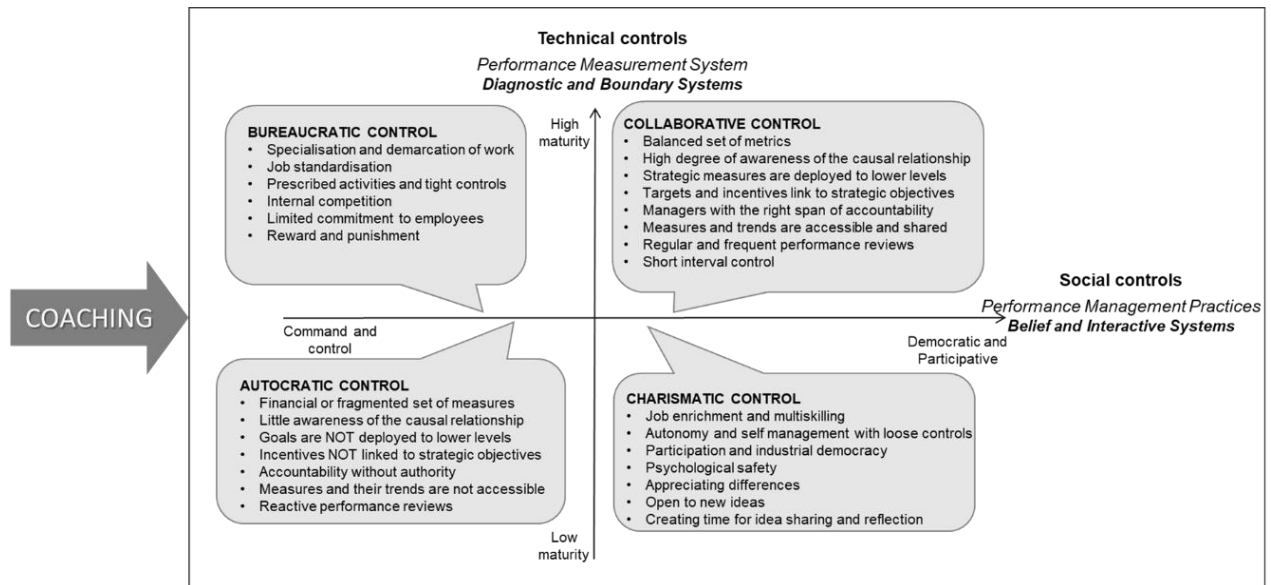 Technical controls
Performance Measurement System
Diagnostic and Boundary Systems
BUREAUCRATIC CONTROL
• Specialisation and demarcation of work
• Job standardisation
• Prescribed activities and tight controls
• Internal competition
• Limited commitment to employees
• Reward and punishment
High
maturity
COLLABORATIVE CONTROL
• Balanced set of metrics
• High degree of awareness of the causal relationship
• Strategic measures are deployed to lower levels
• Targets and incentives link to strategic objectives
• Managers with the right span of accountability
• Measures and trends are accessible and shared
• Regular and frequent performance reviews
• Short interval control
COACHING
Social controls
Performance Management Practices
Belief and Interactive Systems
Command and
control
Democratic and
Participative
AUTOCRATIC CONTROL
• Financial or fragmented set of measures
• Little awareness of the causal relationship
• Goals are NOT deployed to lower levels
• Incentives NOT linked to strategic objectives
• Accountability without authority
• Measures and their trends are not accessible
• Reactive performance reviews
CHARISMATIC CONTROL
• Job enrichment and multiskilling
• Autonomy and self management with loose controls
• Participation and industrial democracy
• Psychological safety
• Appreciating differences
• Open to new ideas
• Creating time for idea sharing and reflection
Low
maturity